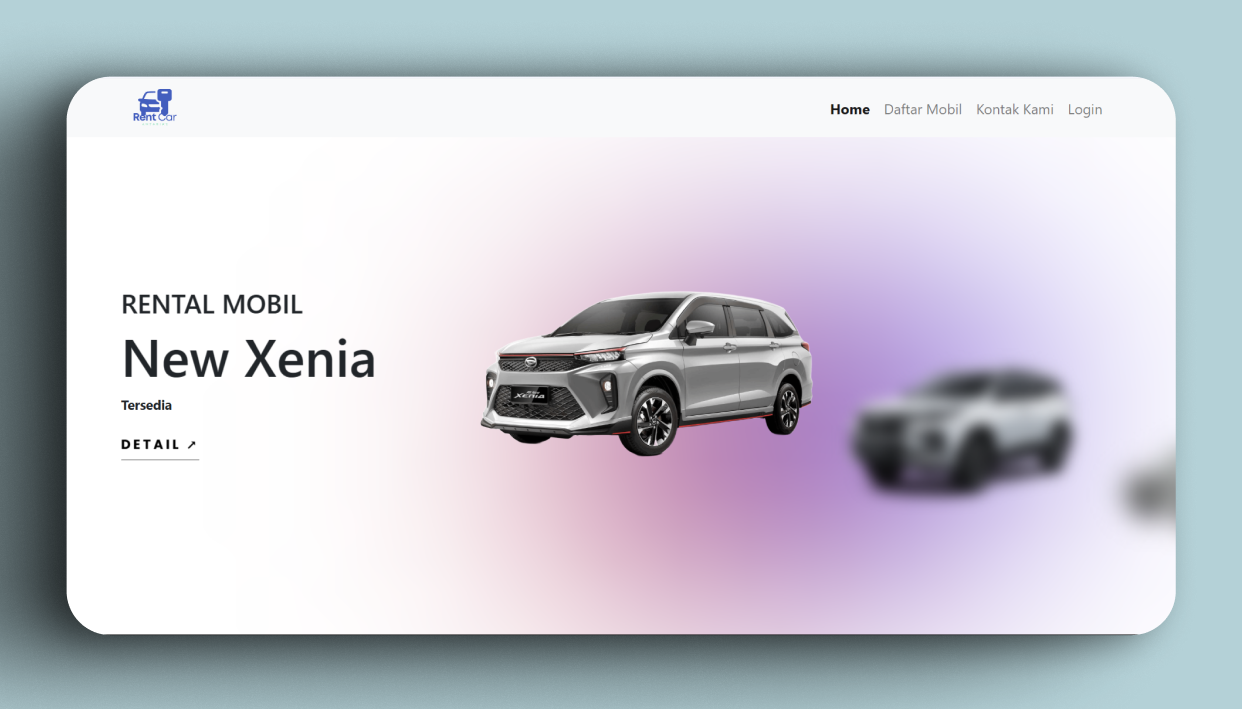 Rent Car
Home Daftar Mobil Kontak Kami Login
RENTAL MOBIL
New Xenia
Tersedia
DETAIL ↗
XENIA